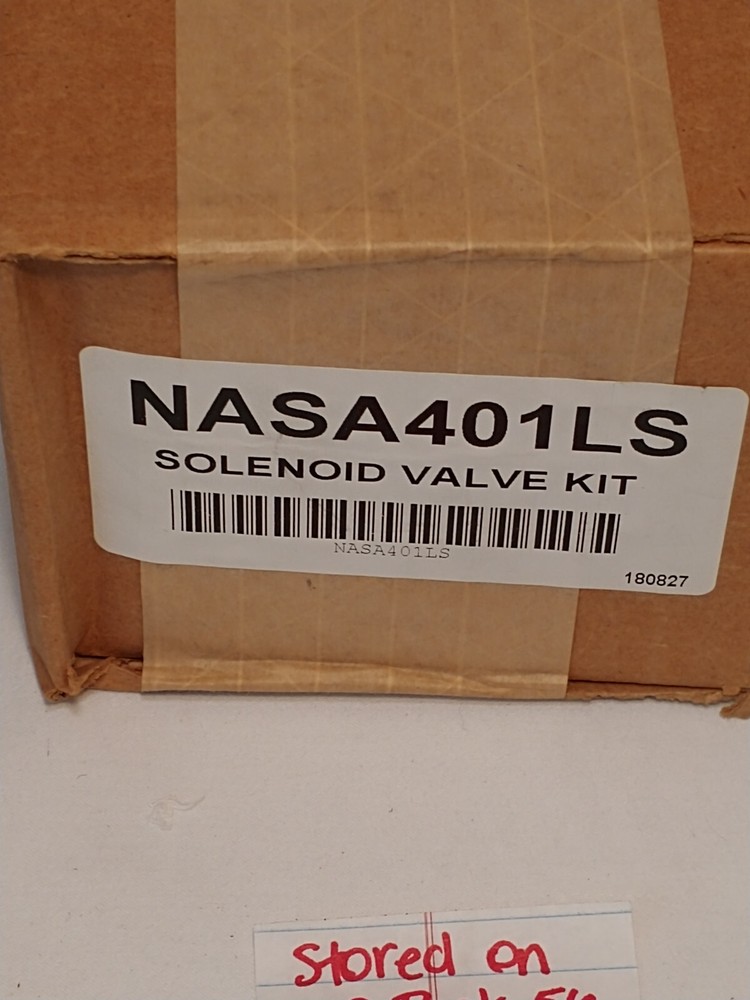 NASA401LS
SOLENOID VALVE KIT
NASA401LS
180827
Stored on